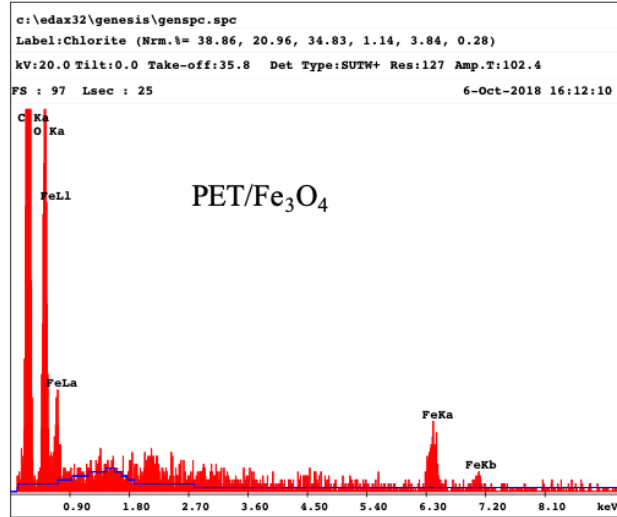 c:\edax32\genesis\genspc.spc
Label:Chlorite (Nrm.%= 38.86, 20.96, 34.83, 1.14, 3.84, 0.28)
kV:20.0 Tilt:0.0 Take-off:35.8 Det Type:SUTW+ Res:127 Amp.T:102.4
FS : 97 Lsec : 25 6-Oct-2018 16:12:10
C Ka
O Ka
FeLl
PET/Fe₃O₄
FeLa
FeKa
FeKb
0.90 1.80 2.70 3.60 4.50 5.40 6.30 7.20 8.10 keV